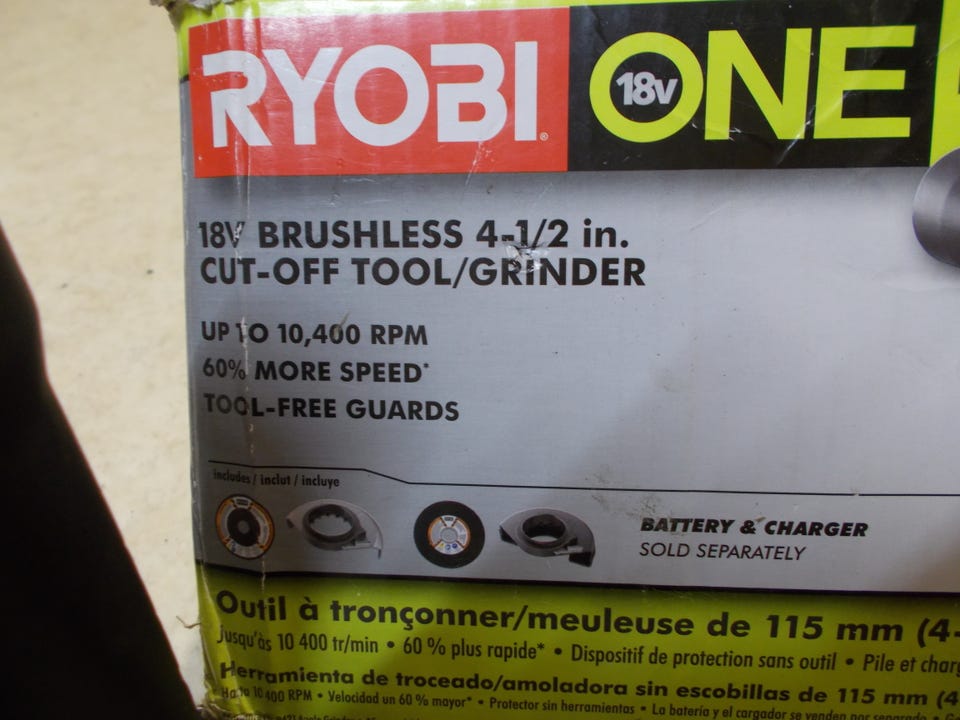 RYOBI® 18V ONE
18V BRUSHLESS 4-1/2 in.
CUT-OFF TOOL/GRINDER
UP TO 10,400 RPM
60% MORE SPEED*
TOOL-FREE GUARDS
includes / inclut / incluye
BATTERY & CHARGER
SOLD SEPARATELY
Outil à tronçonner/meuleuse de 115 mm (4-
Jusqu'às 10 400 tr/min • 60 % plus rapide* • Dispositif de protection sans outil • Pile et charg
Herramienta de troceado/amoladora sin escobillas de 115 mm (4
Hasta 10 400 RPM • Velocidad un 60 % mayor* • Protector sin herramientas • La batería y el cargador se venden por separado •